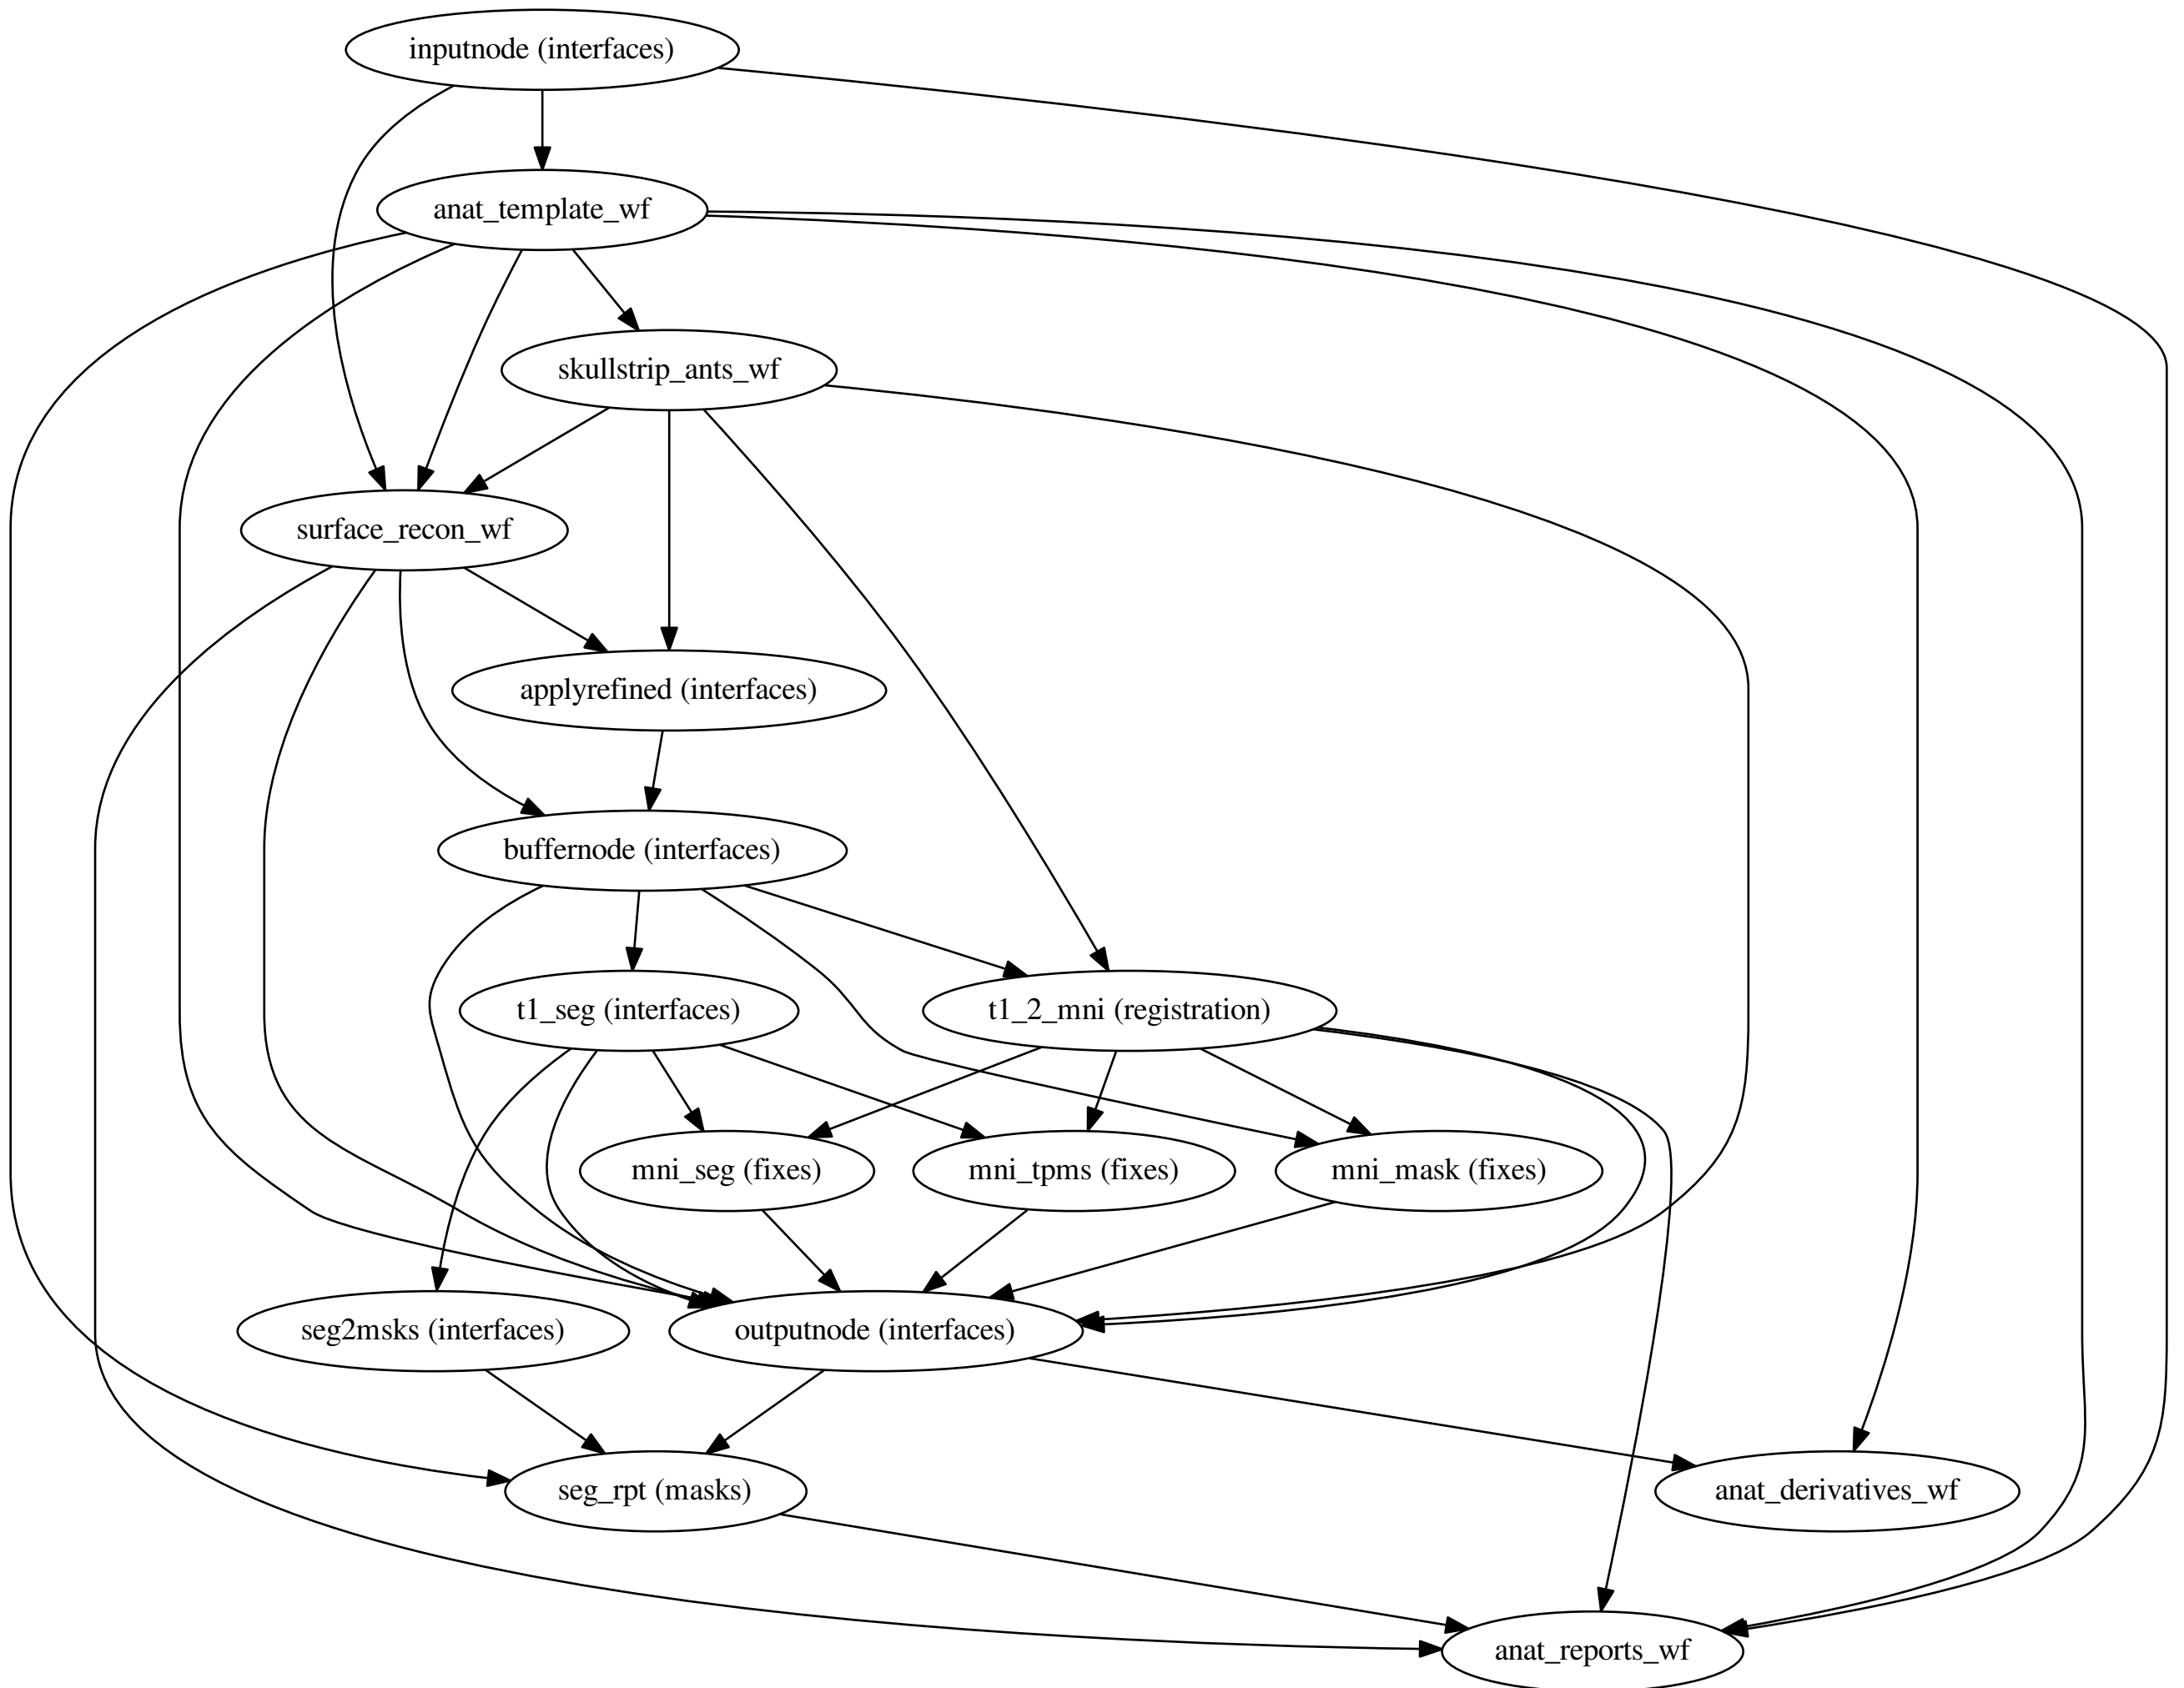 inputnode (interfaces)
anat_template_wf
skullstrip_ants_wf
surface_recon_wf
applyrefined (interfaces)
buffernode (interfaces)
t1_seg (interfaces)
t1_2_mni (registration)
mni_seg (fixes)
mni_tpms (fixes)
mni_mask (fixes)
seg2msks (interfaces)
outputnode (interfaces)
seg_rpt (masks)
anat_derivatives_wf
anat_reports_wf